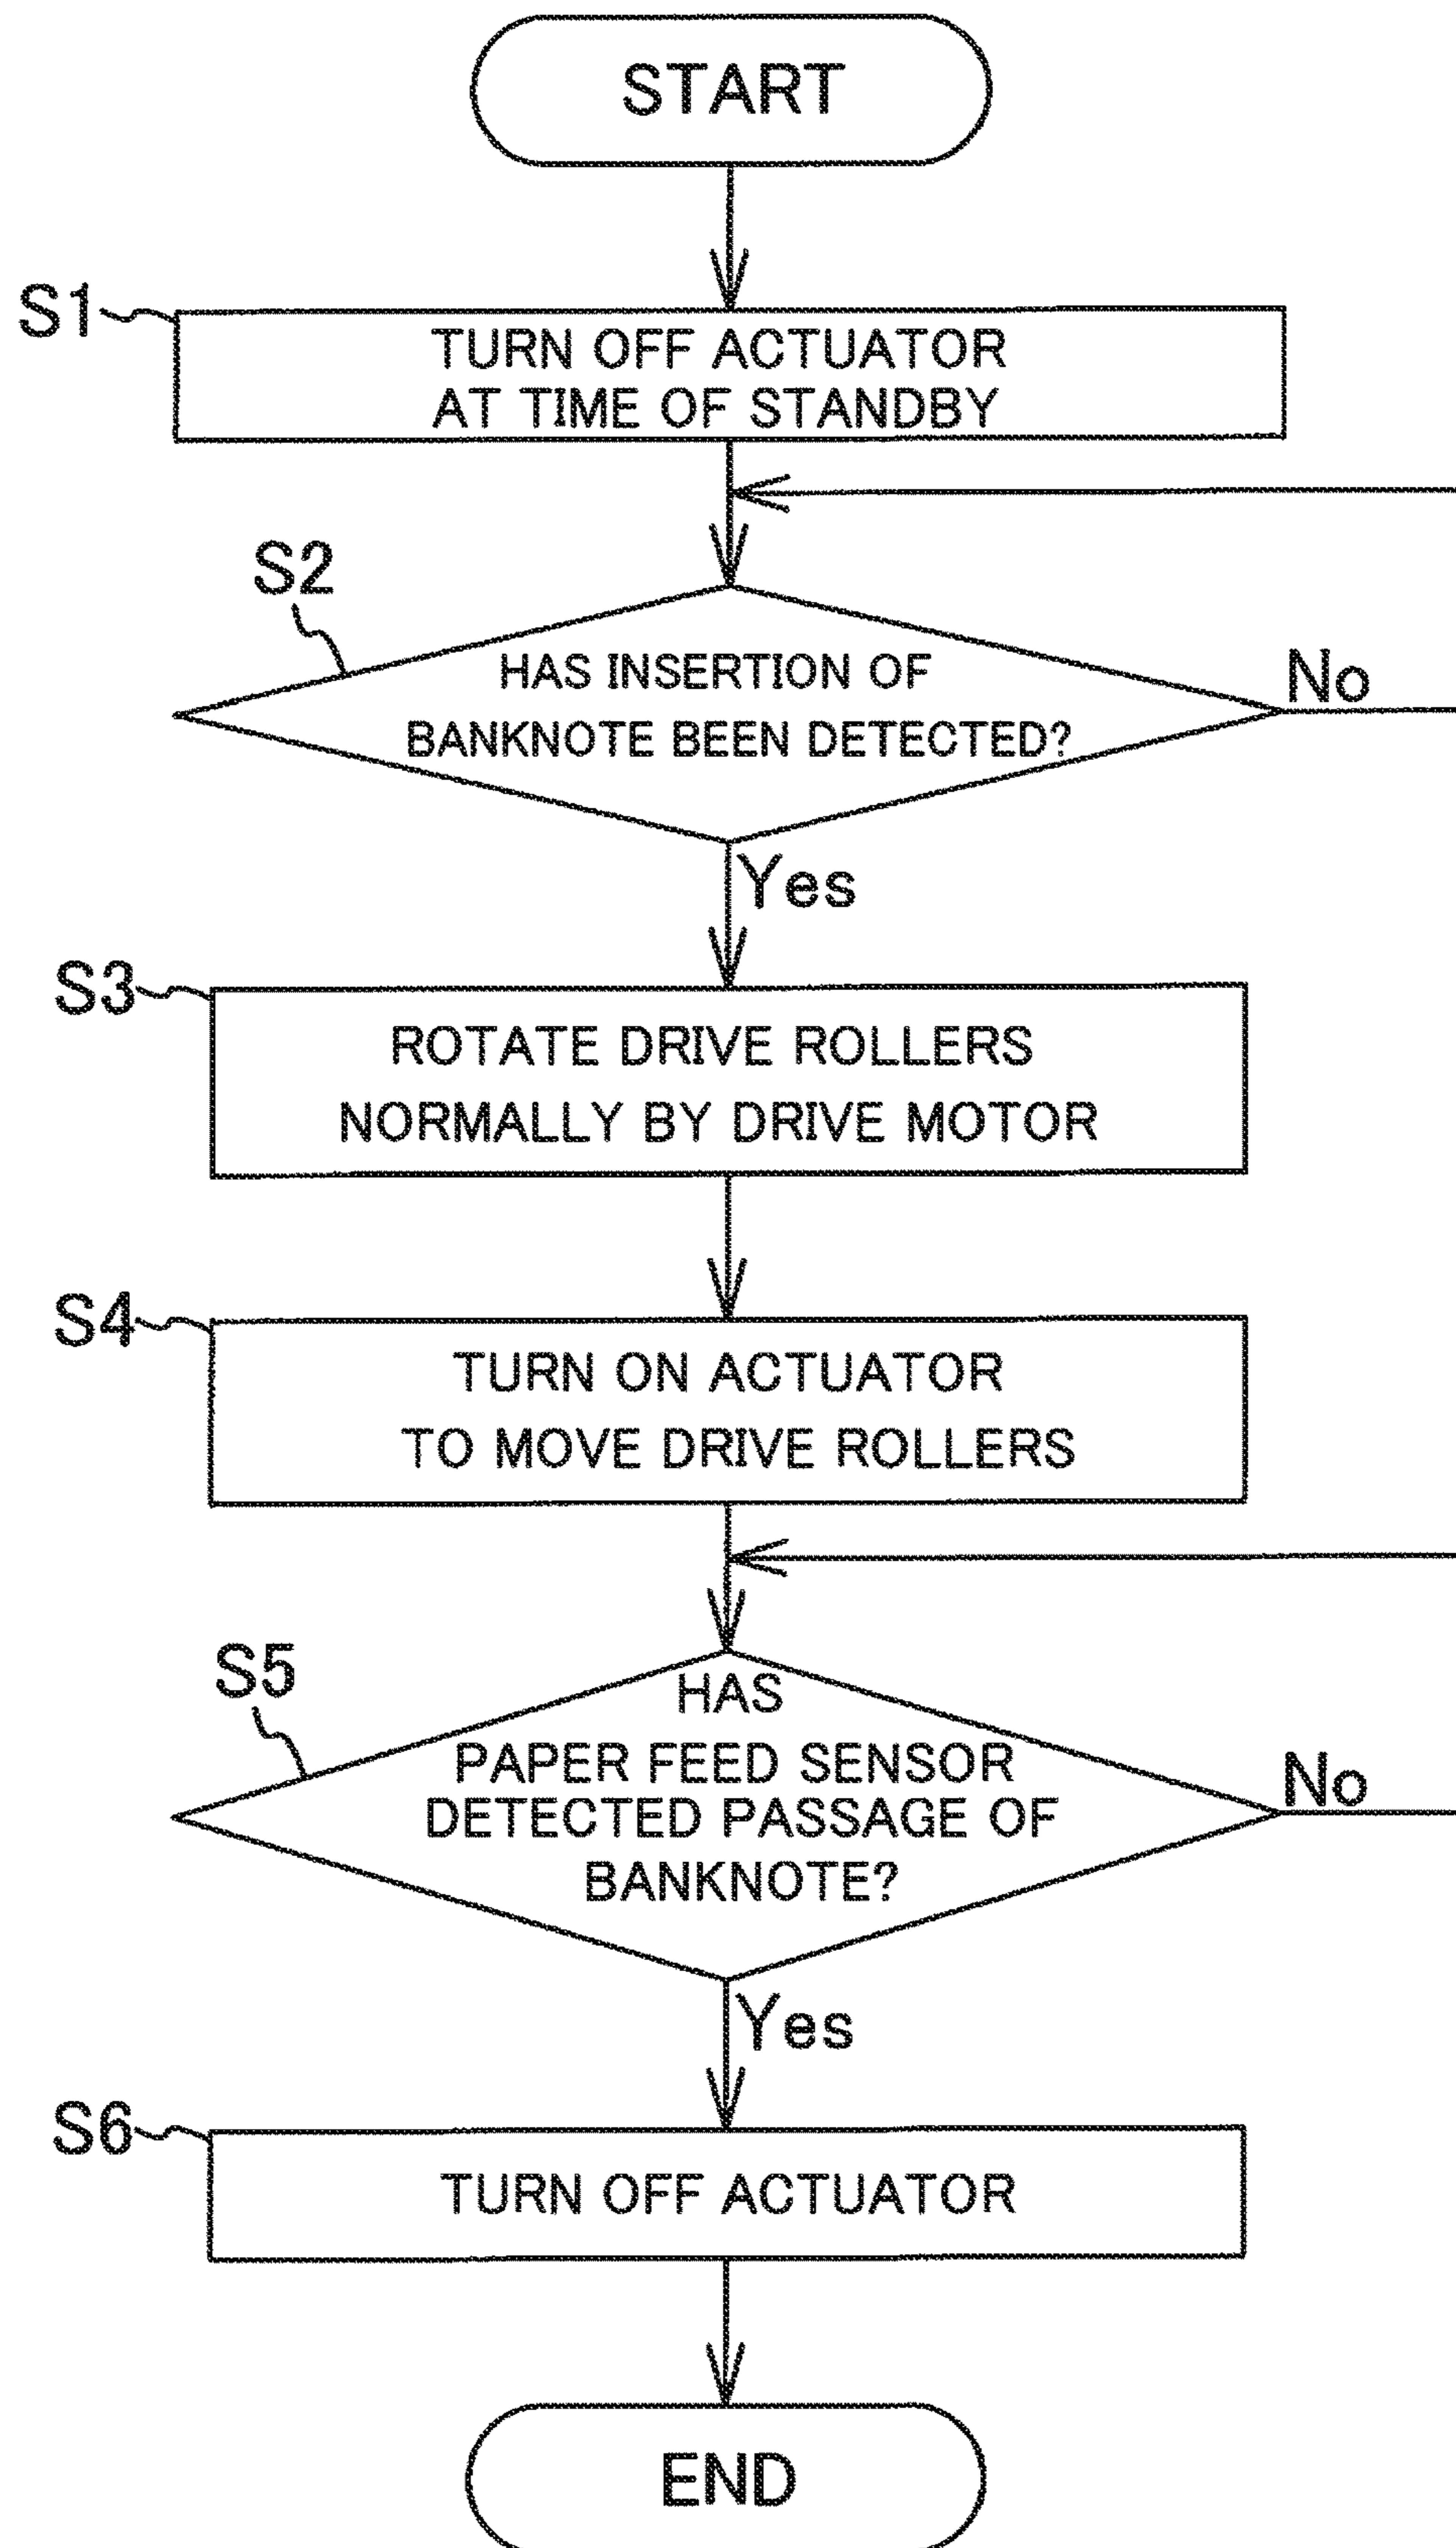 START
S1
TURN OFF ACTUATOR
AT TIME OF STANDBY
S2
HAS INSERTION OF
BANKNOTE BEEN DETECTED?
No
Yes
S3
ROTATE DRIVE ROLLERS
NORMALLY BY DRIVE MOTOR
S4
TURN ON ACTUATOR
TO MOVE DRIVE ROLLERS
S5
HAS
PAPER FEED SENSOR
DETECTED PASSAGE OF
BANKNOTE?
No
Yes
S6
TURN OFF ACTUATOR
END